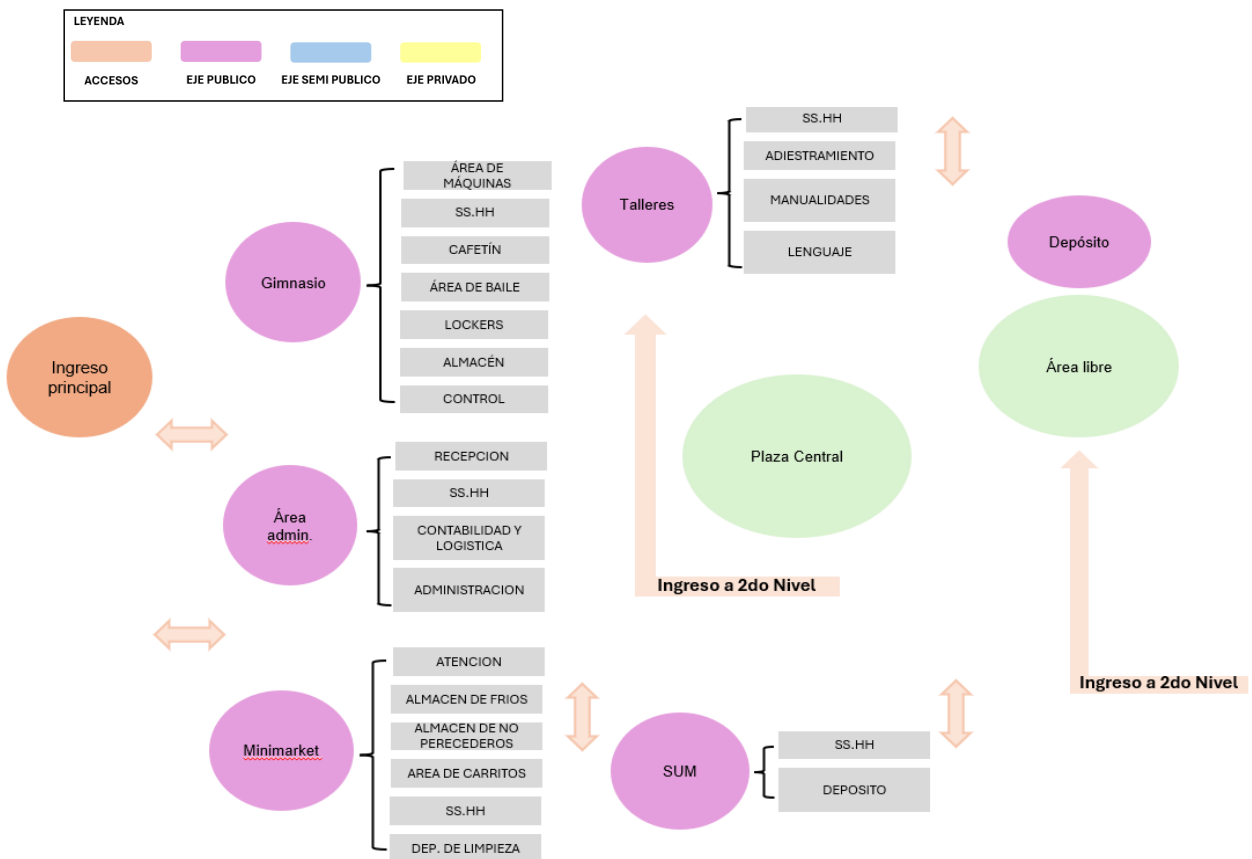 LEYENDA
ACCESOS
EJE PUBLICO
EJE SEMI PUBLICO
EJE PRIVADO
Ingreso
principal
Gimnasio
ÁREA DE
MÁQUINAS
SS.HH
CAFETÍN
ÁREA DE BAILE
LOCKERS
ALMACÉN
CONTROL
Área
admin.
RECEPCION
SS.HH
CONTABILIDAD Y
LOGISTICA
ADMINISTRACION
Minimarket
ATENCION
ALMACEN DE FRIOS
ALMACEN DE NO
PERECEDEROS
AREA DE CARRITOS
SS.HH
DEP. DE LIMPIEZA
Talleres
SS.HH
ADIESTRAMIENTO
MANUALIDADES
LENGUAJE
Plaza Central
Ingreso a 2do Nivel
SUM
SS.HH
DEPOSITO
Depósito
Área libre
Ingreso a 2do Nivel